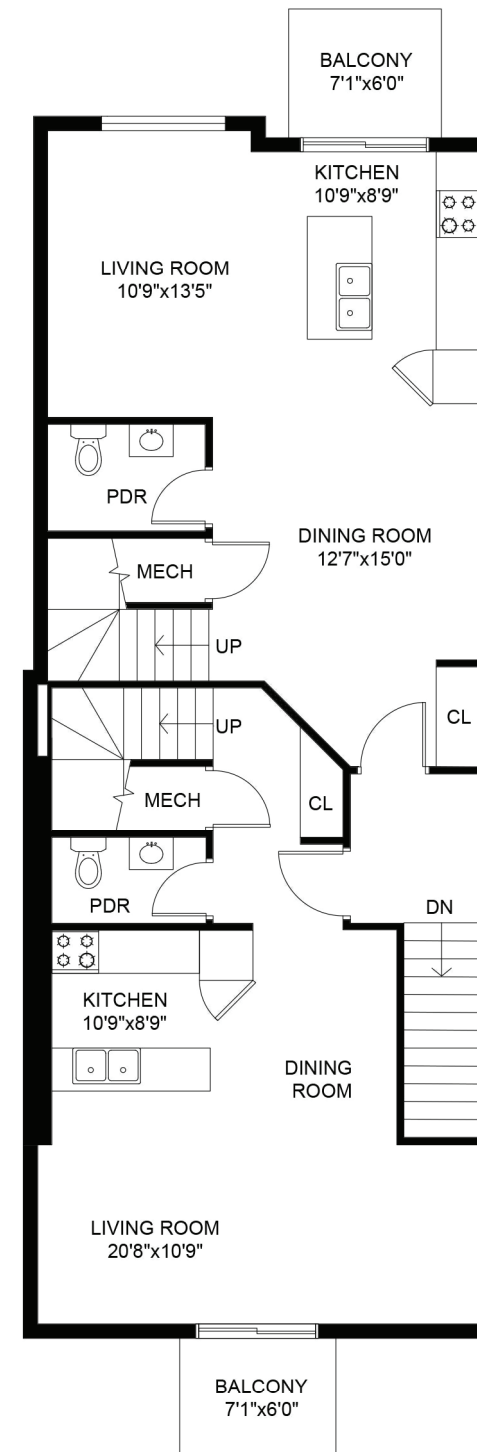 BALCONY
7'1"x6'0"
KITCHEN
10'9"x8'9"
LIVING ROOM
10'9"x13'5"
PDR
DINING ROOM
12'7"x15'0"
MECH
UP
CL
UP
MECH
CL
PDR
DN
KITCHEN
10'9"x8'9"
DINING
ROOM
LIVING ROOM
20'8"x10'9"
BALCONY
7'1"x6'0"